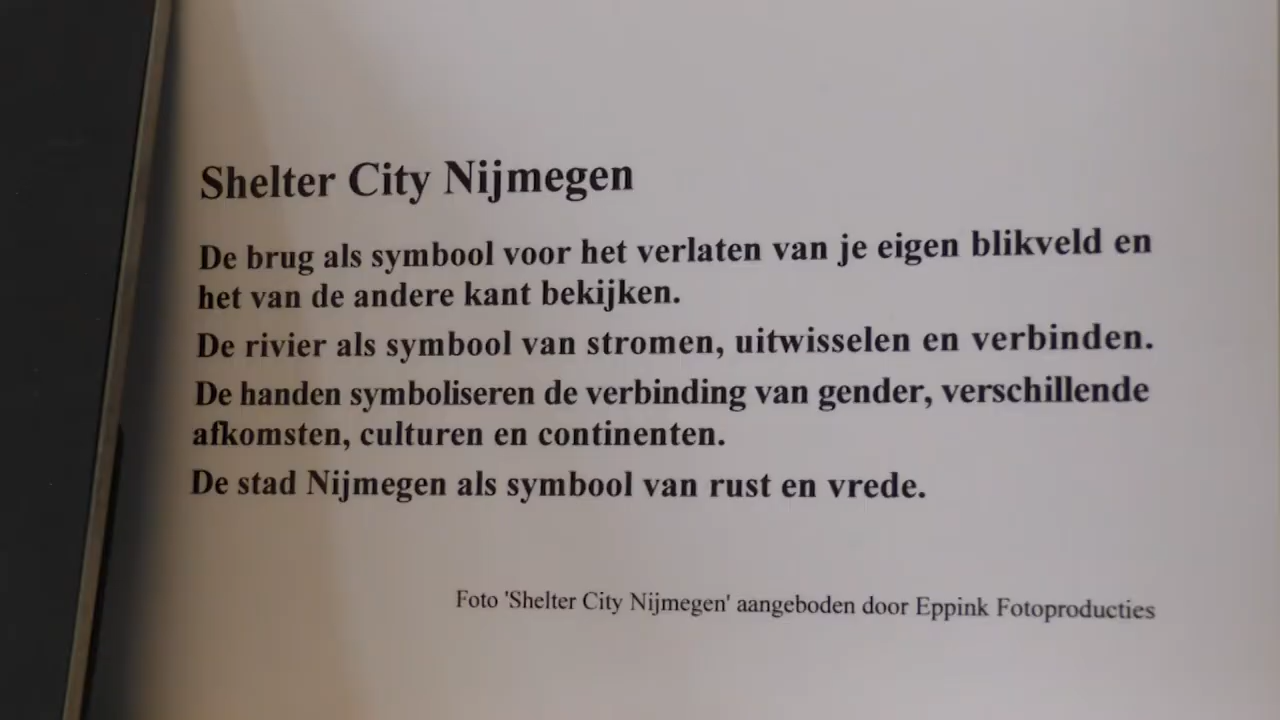 Shelter City Nijmegen
De brug als symbool voor het verlaten van je eigen blikveld en
het van de andere kant bekijken.
De rivier als symbool van stromen, uitwisselen en verbinden.
De handen symboliseren de verbinding van gender, verschillende
afkomsten, culturen en continenten.
De stad Nijmegen als symbool van rust en vrede.
Foto 'Shelter City Nijmegen' aangeboden door Eppink Fotoproducties